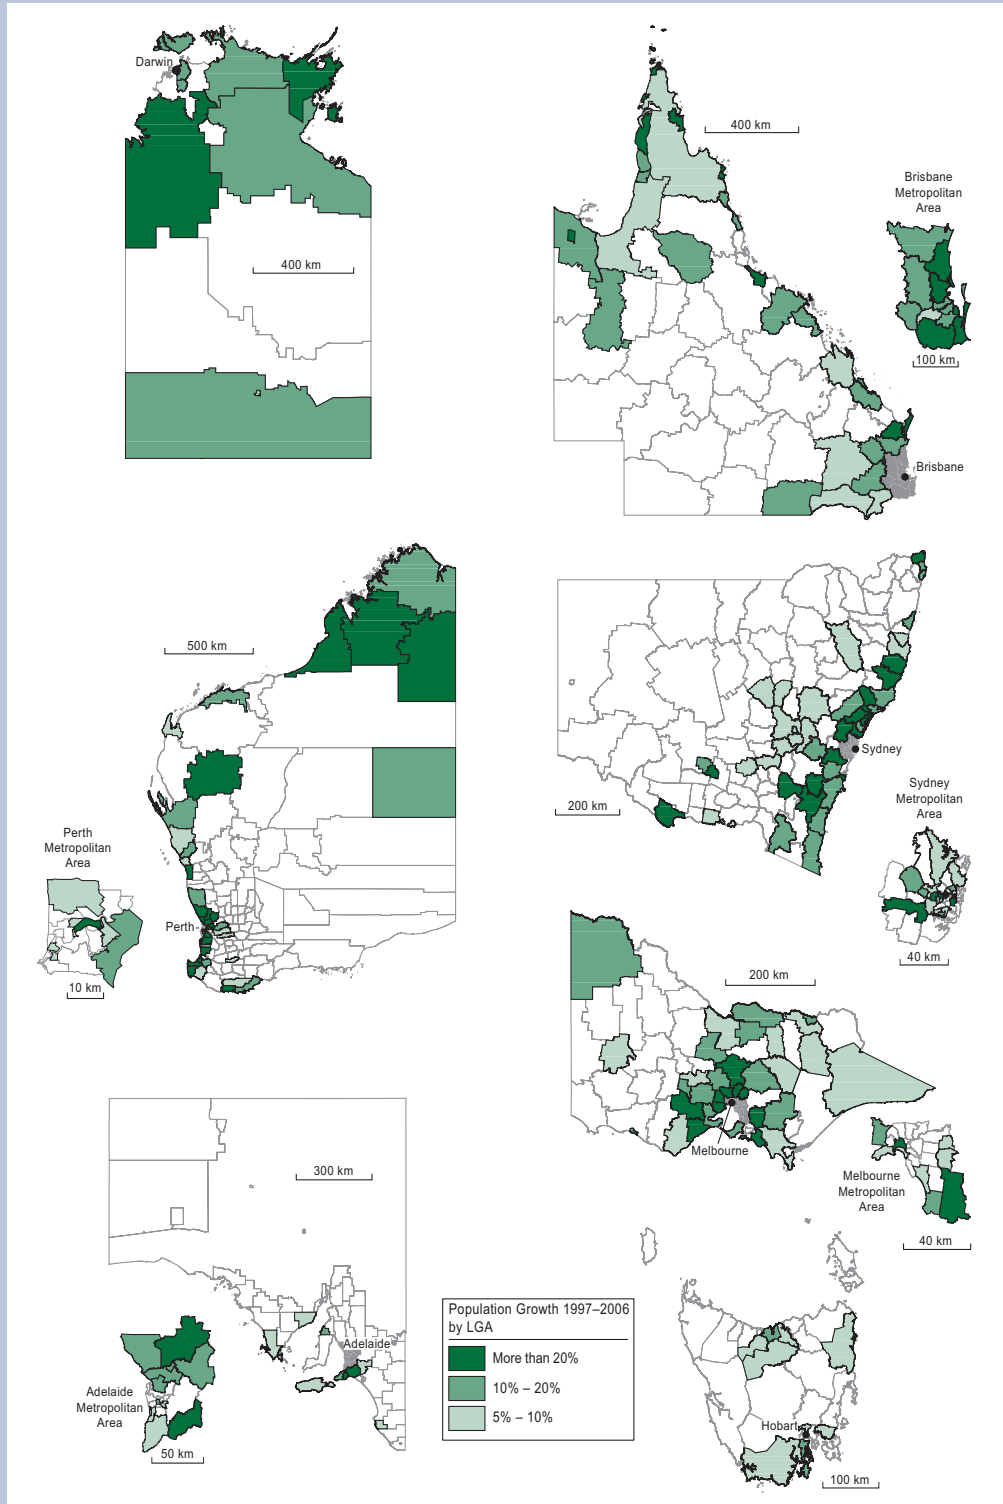 Darwin
400 km
400 km
Brisbane
Metropolitan
Area
100 km
Brisbane
500 km
Perth
Metropolitan
Area
Perth
10 km
Sydney
200 km
Sydney
Metropolitan
Area
40 km
200 km
Melbourne
Melbourne
Metropolitan
Area
40 km
300 km
Adelaide
Adelaide
Metropolitan
Area
50 km
Population Growth 1997–2006
by LGA
More than 20%
10% – 20%
5% – 10%
Hobart
100 km